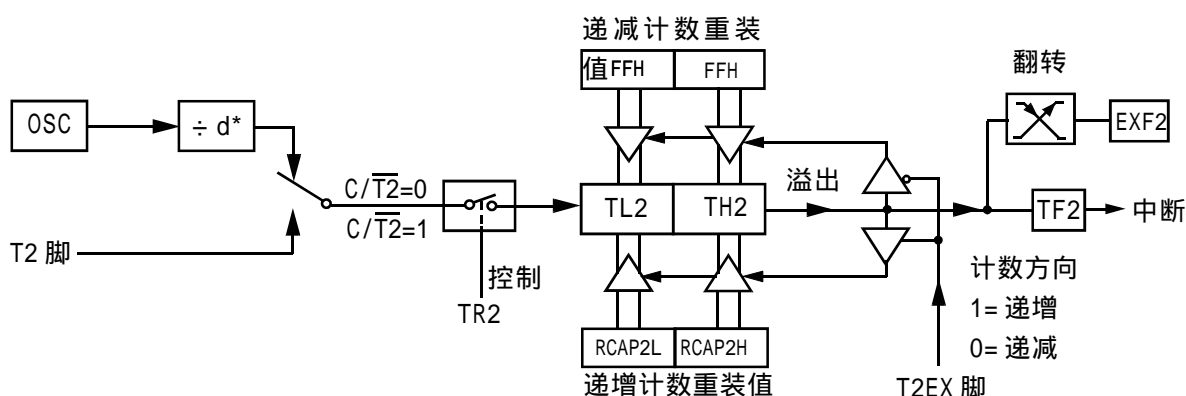 递减计数重装
值FFH FFH
翻转
OSC
÷ d*
EXF2
C/T2=0
C/T2=1
TL2
TH2
溢出
TF2
中断
T2 脚
控制
TR2
计数方向
1= 递增
0= 递减
RCAP2L
RCAP2H
递增计数重装值
T2EX 脚